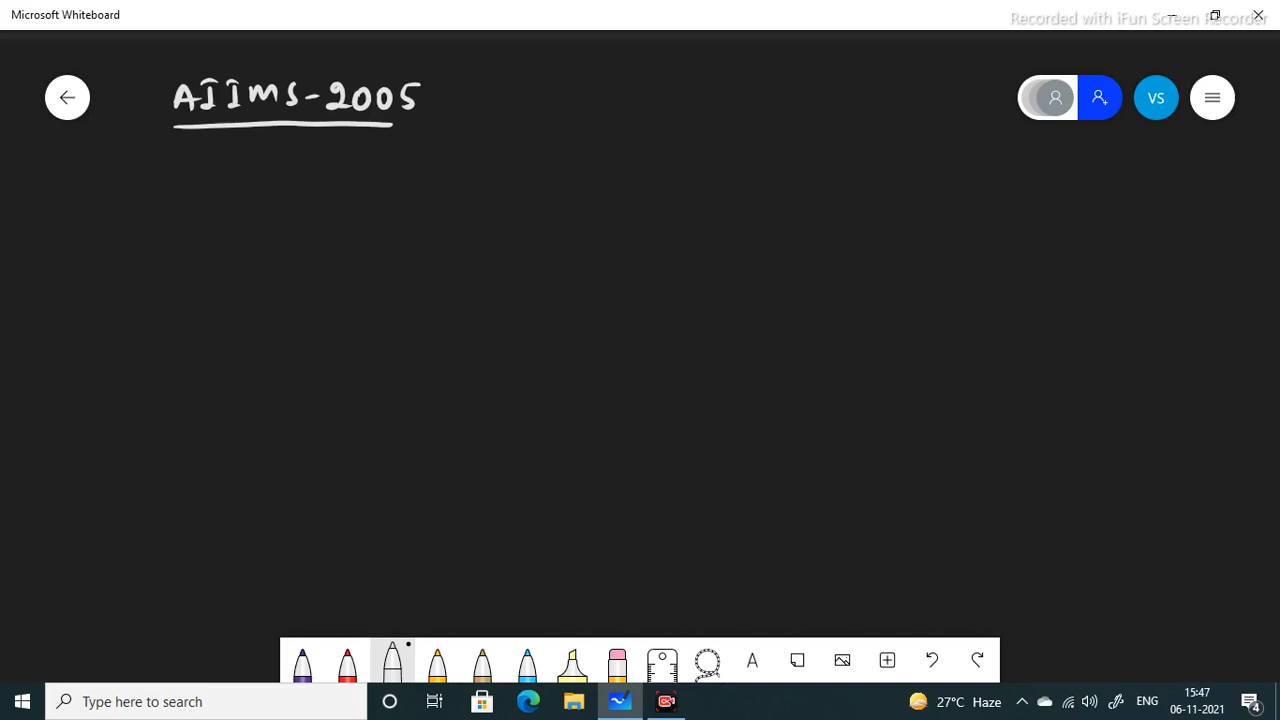 Microsoft Whiteboard
Recorded with iFun Screen Recorder
AIIMS-2005
VS
A
Type here to search
27°C Haze
ENG
15:47
06-11-2021
4